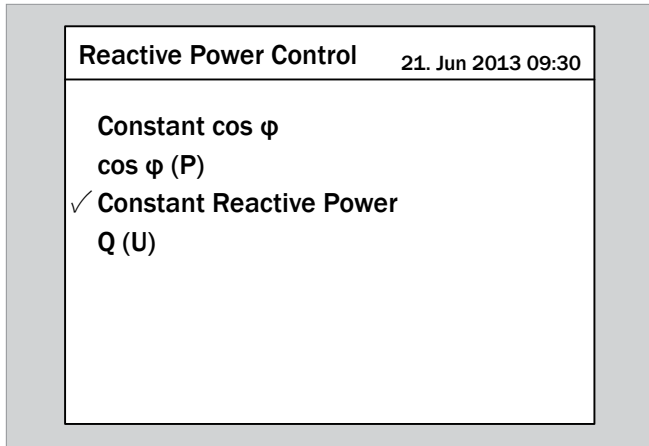 Reactive Power Control 21. Jun 2013 09:30
Constant cos φ
cos φ (P)
✓ Constant Reactive Power
Q (U)